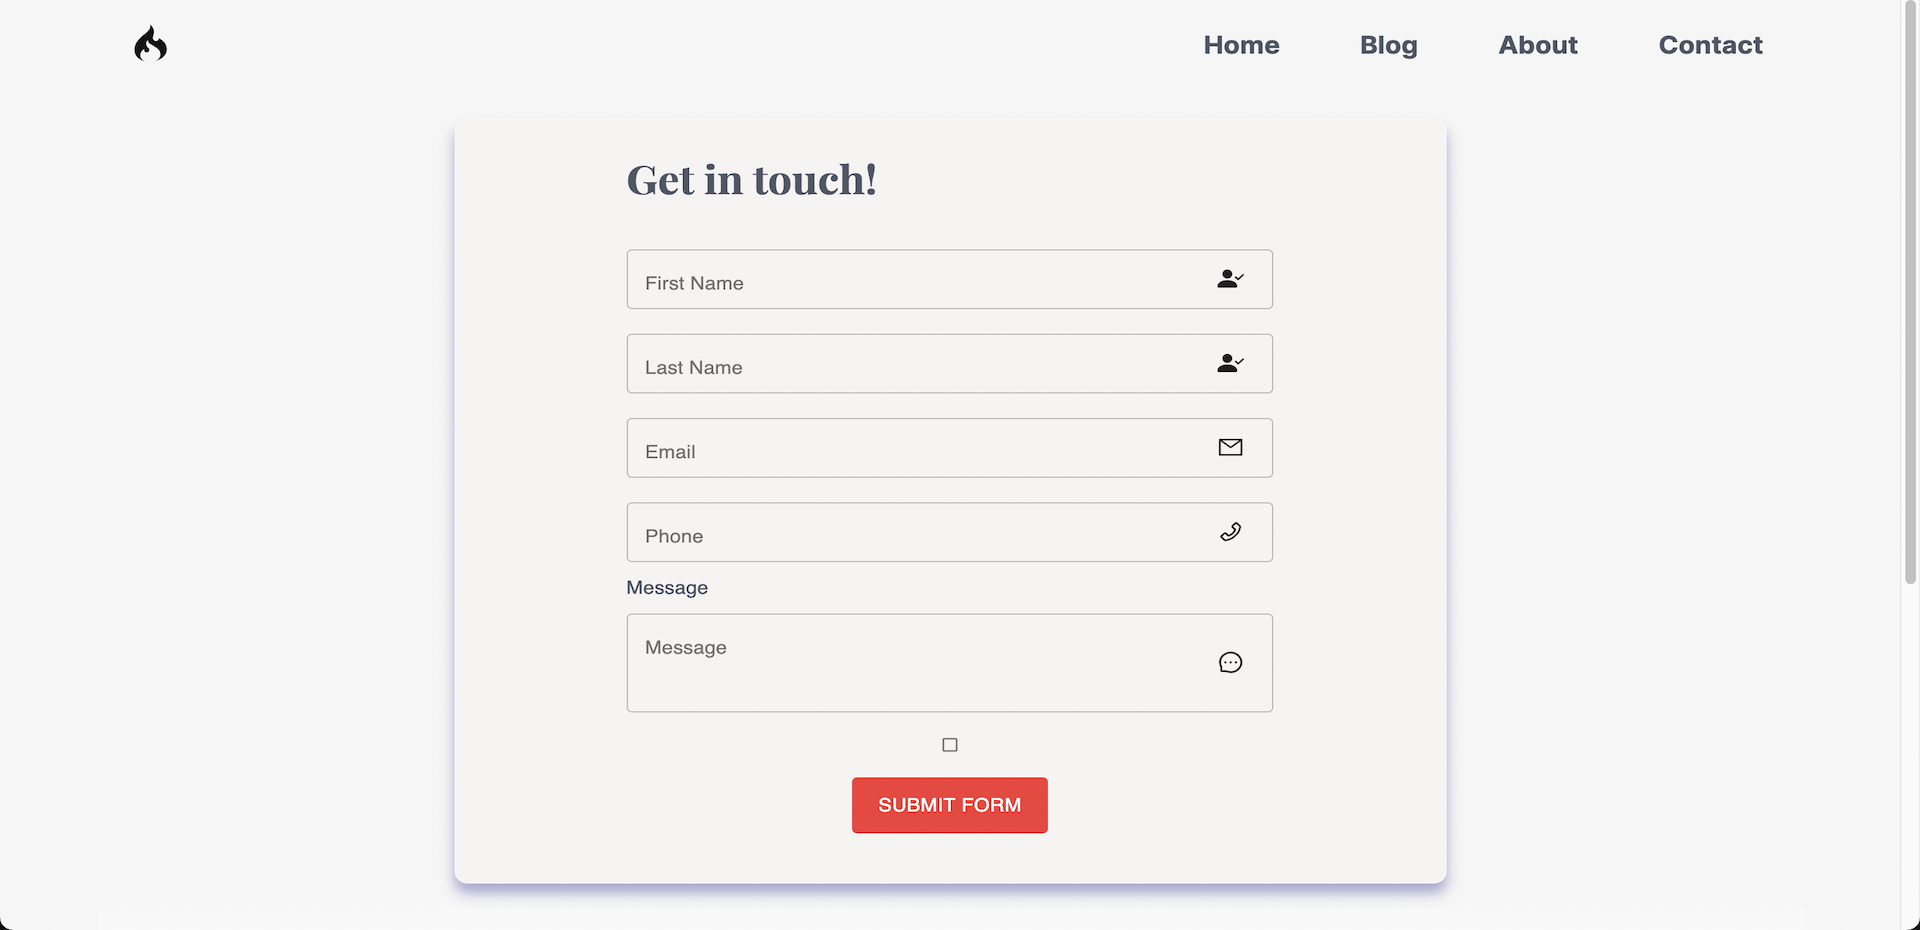 Home Blog About Contact
Get in touch!
First Name
Last Name
Email
Phone
Message
Message
SUBMIT FORM